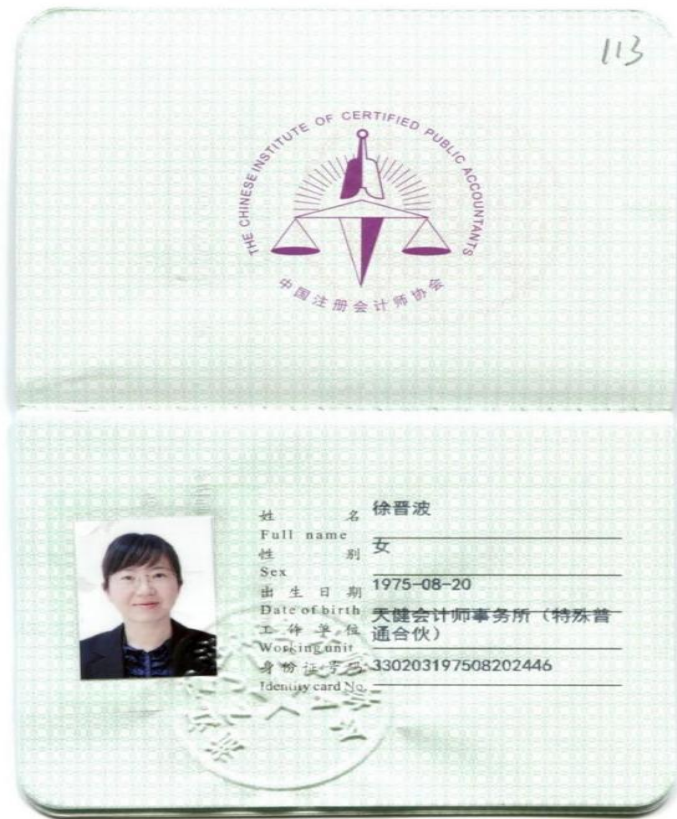 113
THE CHINESE INSTITUTE OF CERTIFIED PUBLIC ACCOUNTANTS
中国注册会计师协会
姓 名 徐晋波
Full name
性 别 女
Sex
出生日期 1975-08-20
Date of birth
工作单位 天健会计师事务所（特殊普
通合伙）
Working unit
身份证号码 330203197508202446
Identity card No.